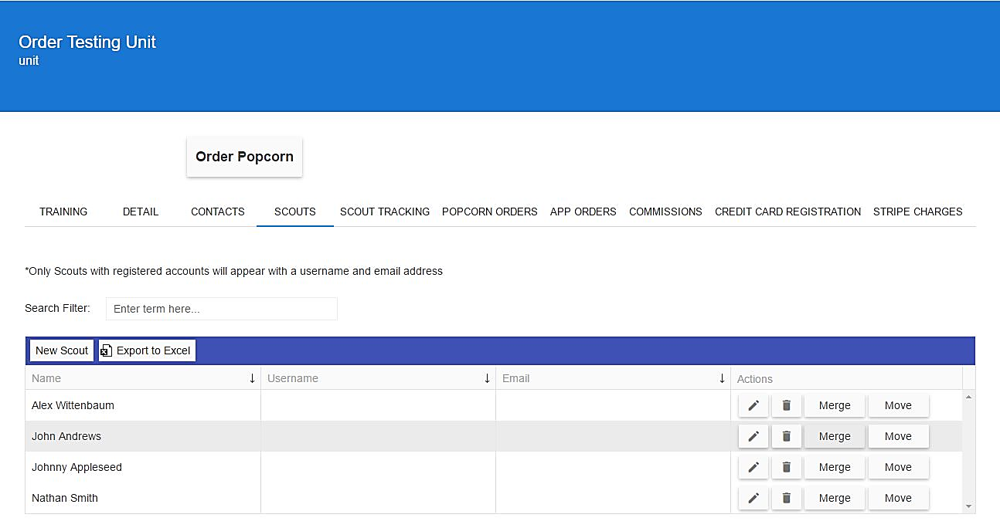 Order Testing Unit
unit
Order Popcorn
TRAINING DETAIL CONTACTS SCOUTS SCOUT TRACKING POPCORN ORDERS APP ORDERS COMMISSIONS CREDIT CARD REGISTRATION STRIPE CHARGES
*Only Scouts with registered accounts will appear with a username and email address
Search Filter: Enter term here...
New Scout Export to Excel
Name Username Email Actions
Alex Wittenbaum Merge Move
John Andrews Merge Move
Johnny Appleseed Merge Move
Nathan Smith Merge Move